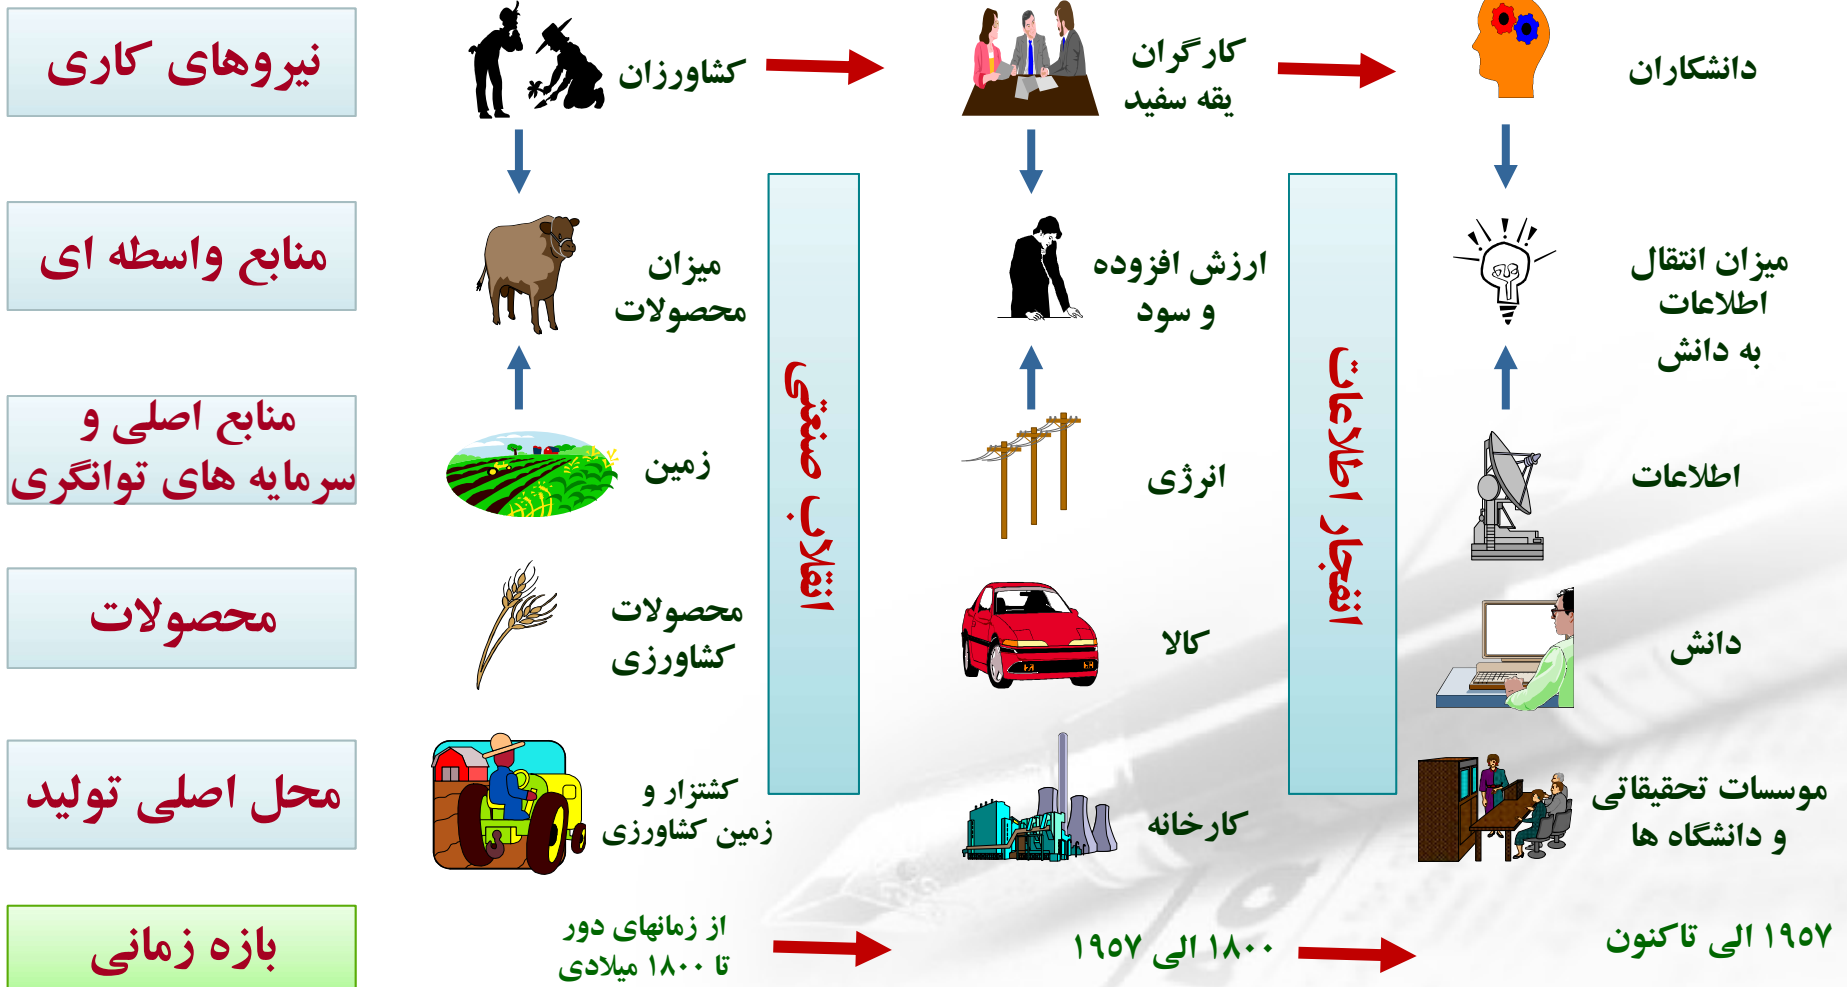 نیروهای کاری
کشاورزان
کارگران
یقه سفید
دانشکاران
منابع واسطه ای
میزان
محصولات
ارزش افزوده
و سود
میزان انتقال
اطلاعات
به دانش
منابع اصلی و
سرمایه های توانگری
زمین
انرژی
اطلاعات
انقلاب صنعتی
انفجار اطلاعات
محصولات
محصولات
کشاورزی
کالا
دانش
محل اصلی تولید
کشتزار و
زمین کشاورزی
کارخانه
موسسات تحقیقاتی
و دانشگاه ها
بازه زمانی
از زمانهای دور
تا ۱۸۰۰ میلادی
۱۸۰۰ الی ۱۹۵۷
۱۹۵۷ الی تاکنون